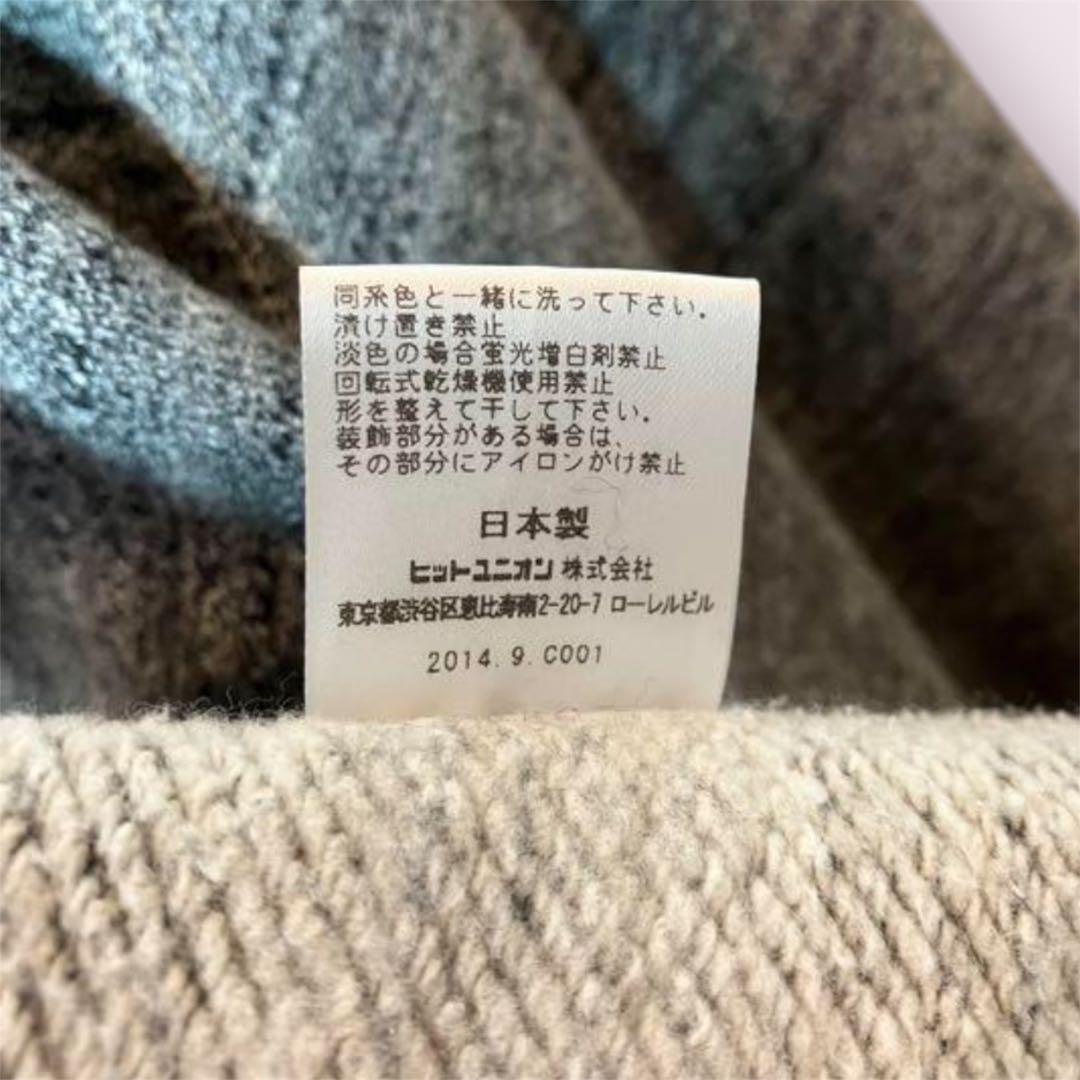 同系色と一緒に洗って下さい.
漬け置き禁止
淡色の場合蛍光増白剤禁止
回転式乾燥機使用禁止
形を整えて干して下さい.
装飾部分がある場合は、
その部分にアイロンがけ禁止
日本製
ヒットユニオン株式会社
東京都渋谷区恵比寿南2-20-7 ローレルビル
2014.9.C001